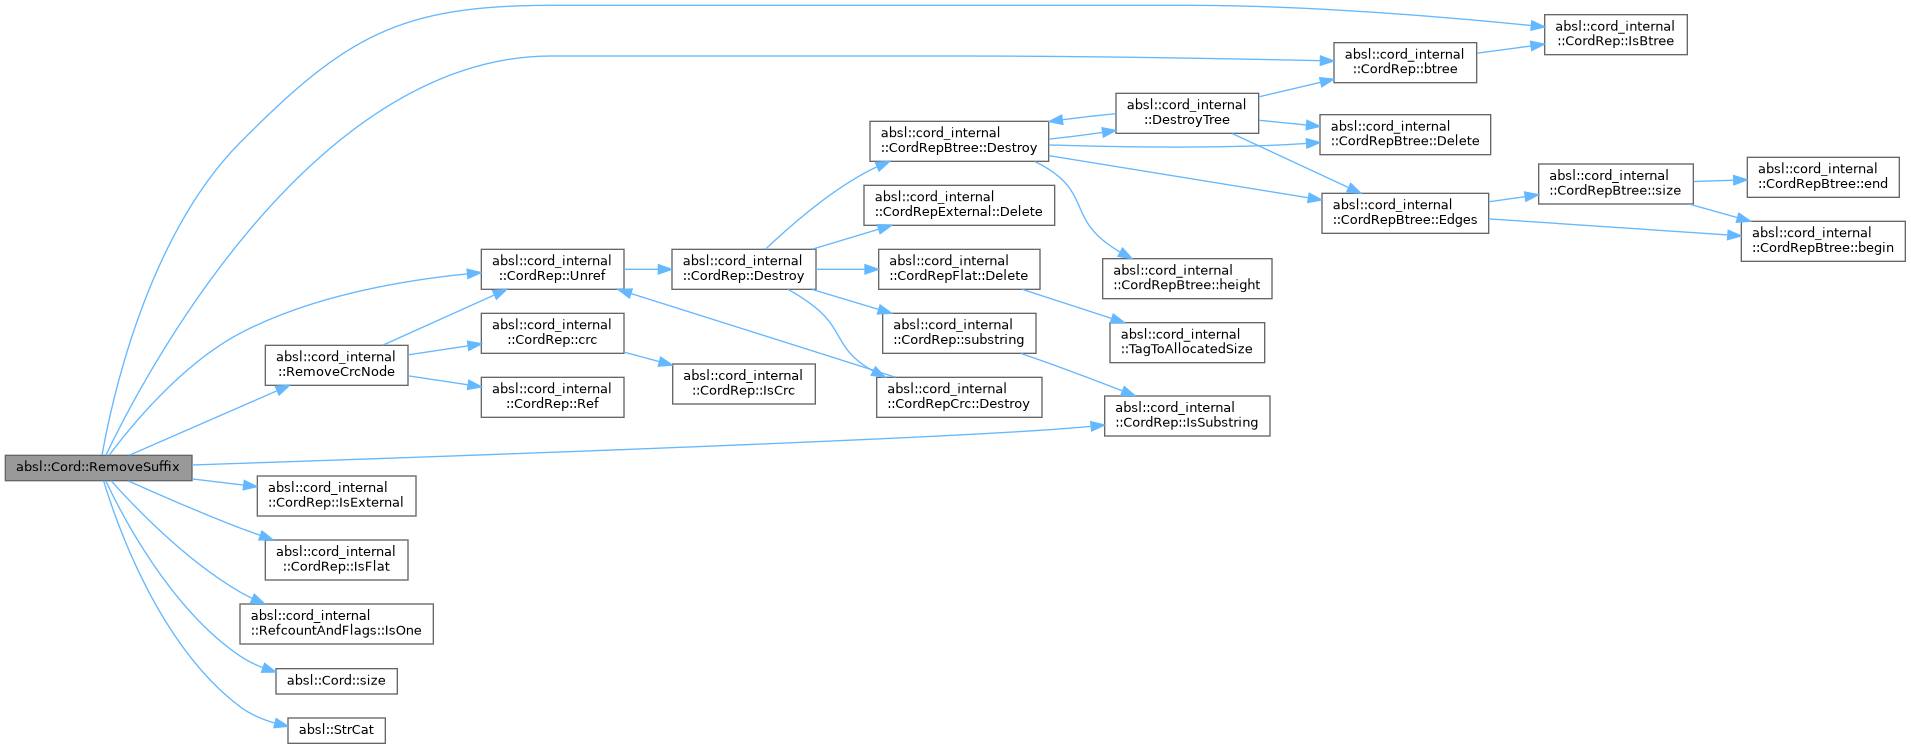 absl::Cord::RemoveSuffix
absl::cord_internal
::CordRep::IsBtree
absl::cord_internal
::CordRep::btree
absl::cord_internal
::DestroyTree
absl::cord_internal
::CordRepBtree::Destroy
absl::cord_internal
::CordRepBtree::Delete
absl::cord_internal
::CordRepBtree::size
absl::cord_internal
::CordRepBtree::end
absl::cord_internal
::CordRepExternal::Delete
absl::cord_internal
::CordRepBtree::Edges
absl::cord_internal
::CordRepBtree::begin
absl::cord_internal
::CordRep::Unref
absl::cord_internal
::CordRep::Destroy
absl::cord_internal
::CordRepFlat::Delete
absl::cord_internal
::CordRepBtree::height
absl::cord_internal
::CordRep::crc
absl::cord_internal
::CordRep::substring
absl::cord_internal
::TagToAllocatedSize
absl::cord_internal
::RemoveCrcNode
absl::cord_internal
::CordRep::Ref
absl::cord_internal
::CordRep::IsCrc
absl::cord_internal
::CordRepCrc::Destroy
absl::cord_internal
::CordRep::IsSubstring
absl::cord_internal
::CordRep::IsExternal
absl::cord_internal
::CordRep::IsFlat
absl::cord_internal
::RefcountAndFlags::IsOne
absl::Cord::size
absl::StrCat